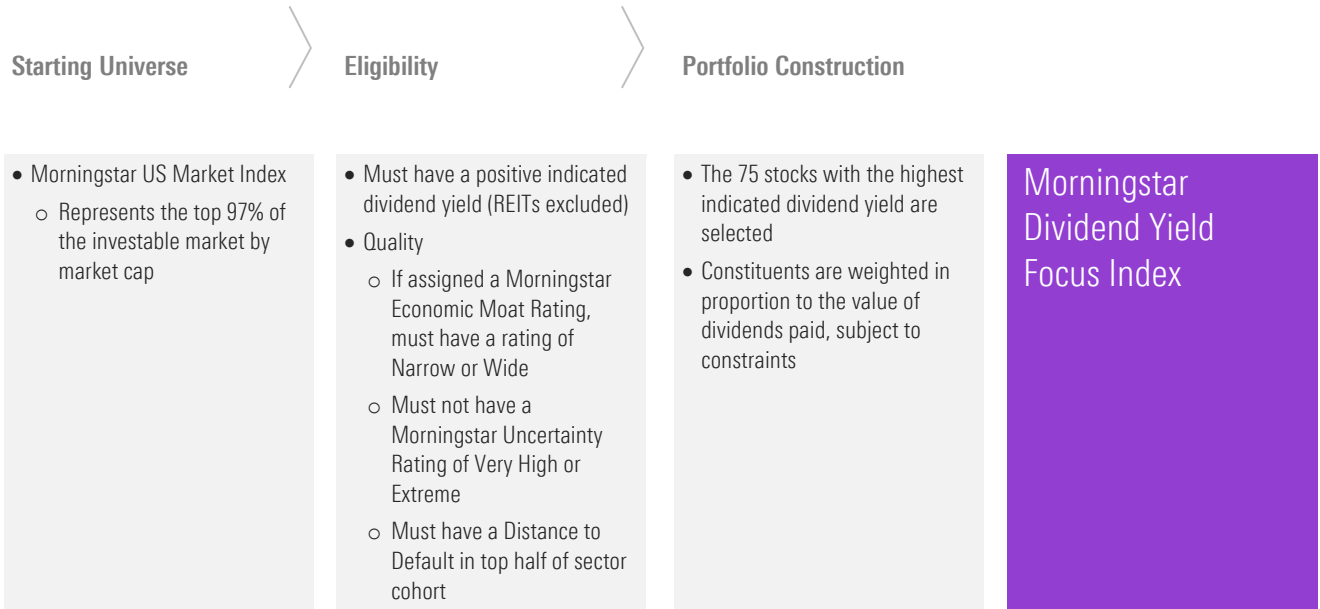 Starting Universe
Eligibility
Portfolio Construction
• Morningstar US Market Index
o Represents the top 97% of
the investable market by
market cap
• Must have a positive indicated
dividend yield (REITs excluded)
• Quality
o If assigned a Morningstar
Economic Moat Rating,
must have a rating of
Narrow or Wide
o Must not have a
Morningstar Uncertainty
Rating of Very High or
Extreme
o Must have a Distance to
Default in top half of sector
cohort
• The 75 stocks with the highest
indicated dividend yield are
selected
• Constituents are weighted in
proportion to the value of
dividends paid, subject to
constraints
Morningstar
Dividend Yield
Focus Index